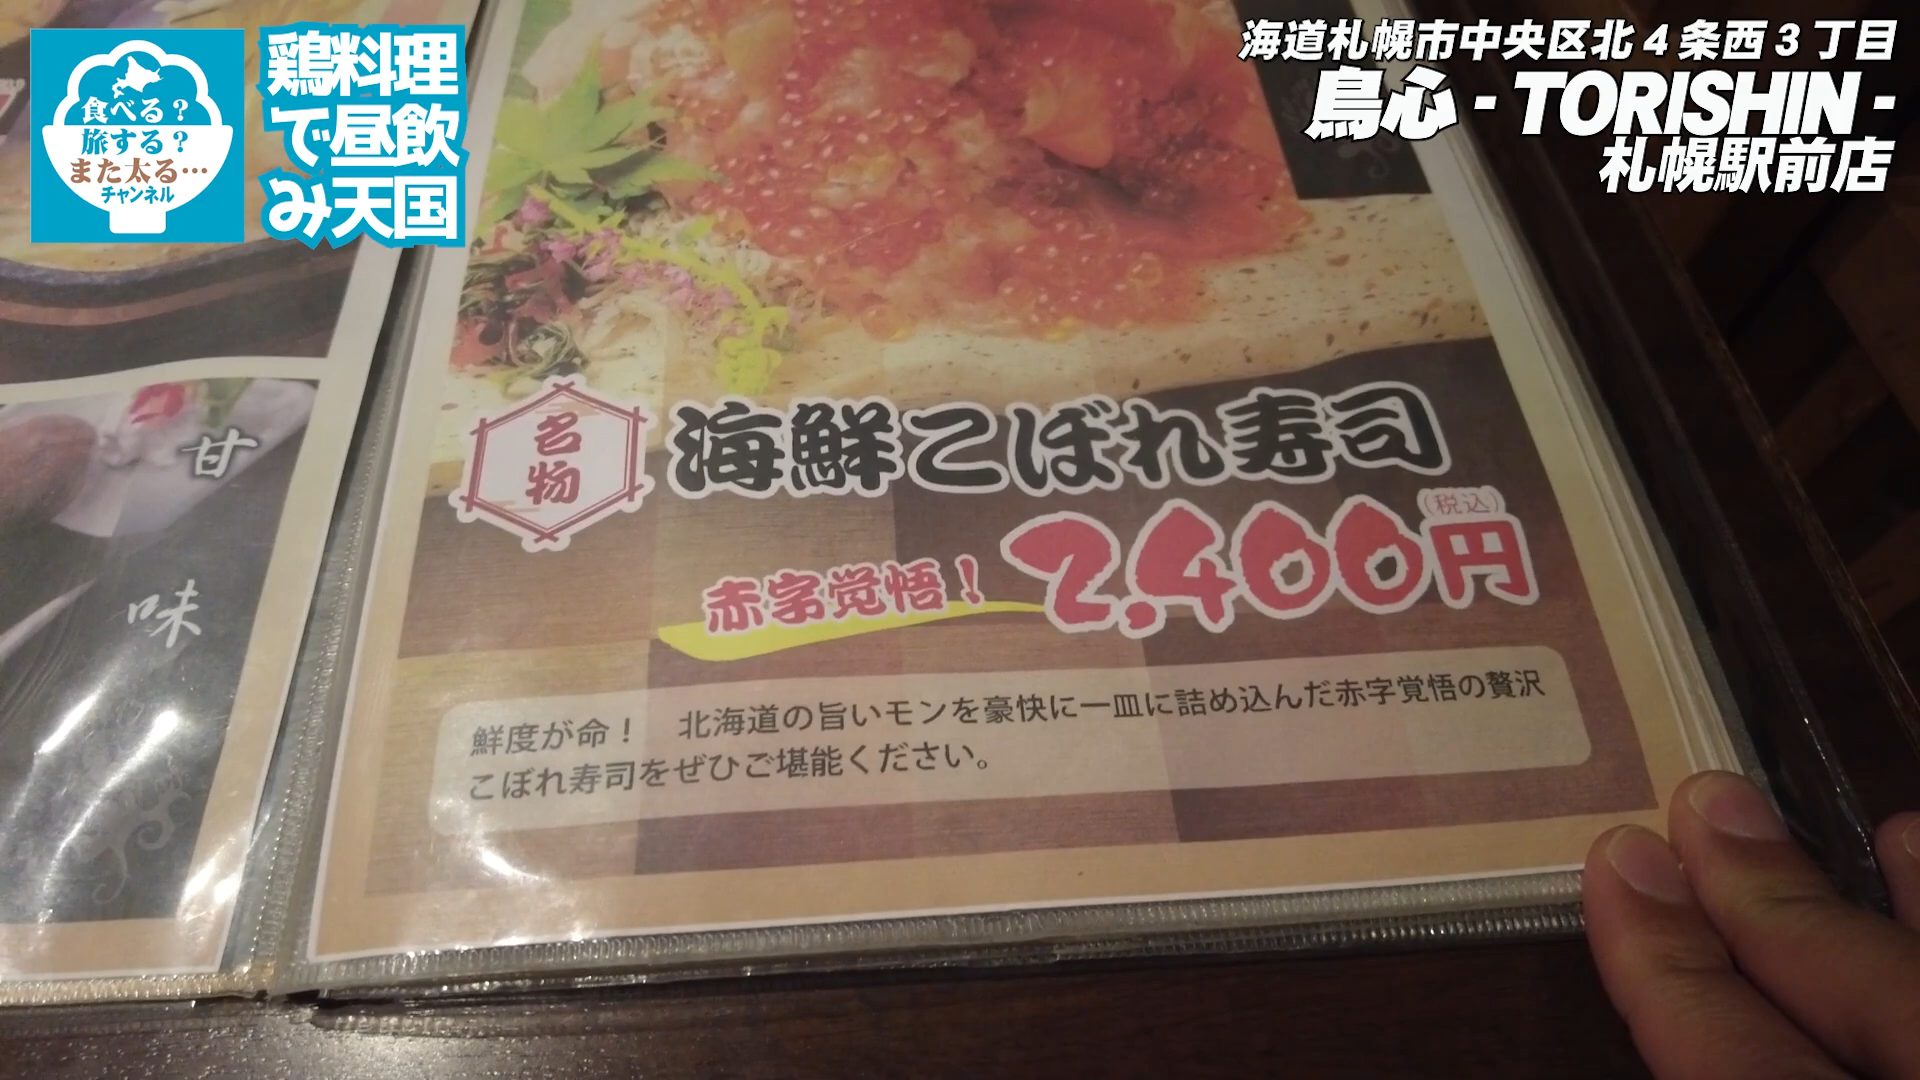 食べる？
旅する？
また太る…
チャンネル
鶏料理
で昼飲
み天国
海道札幌市中央区北４条西３丁目
鳥心 - TORISHIN -
札幌駅前店
甘
味
名物
海鮮こぼれ寿司
赤字覚悟！
2,400円
（税込）
鮮度が命！　北海道の旨いモンを豪快に一皿に詰め込んだ赤字覚悟の贅沢
こぼれ寿司をぜひご堪能ください。